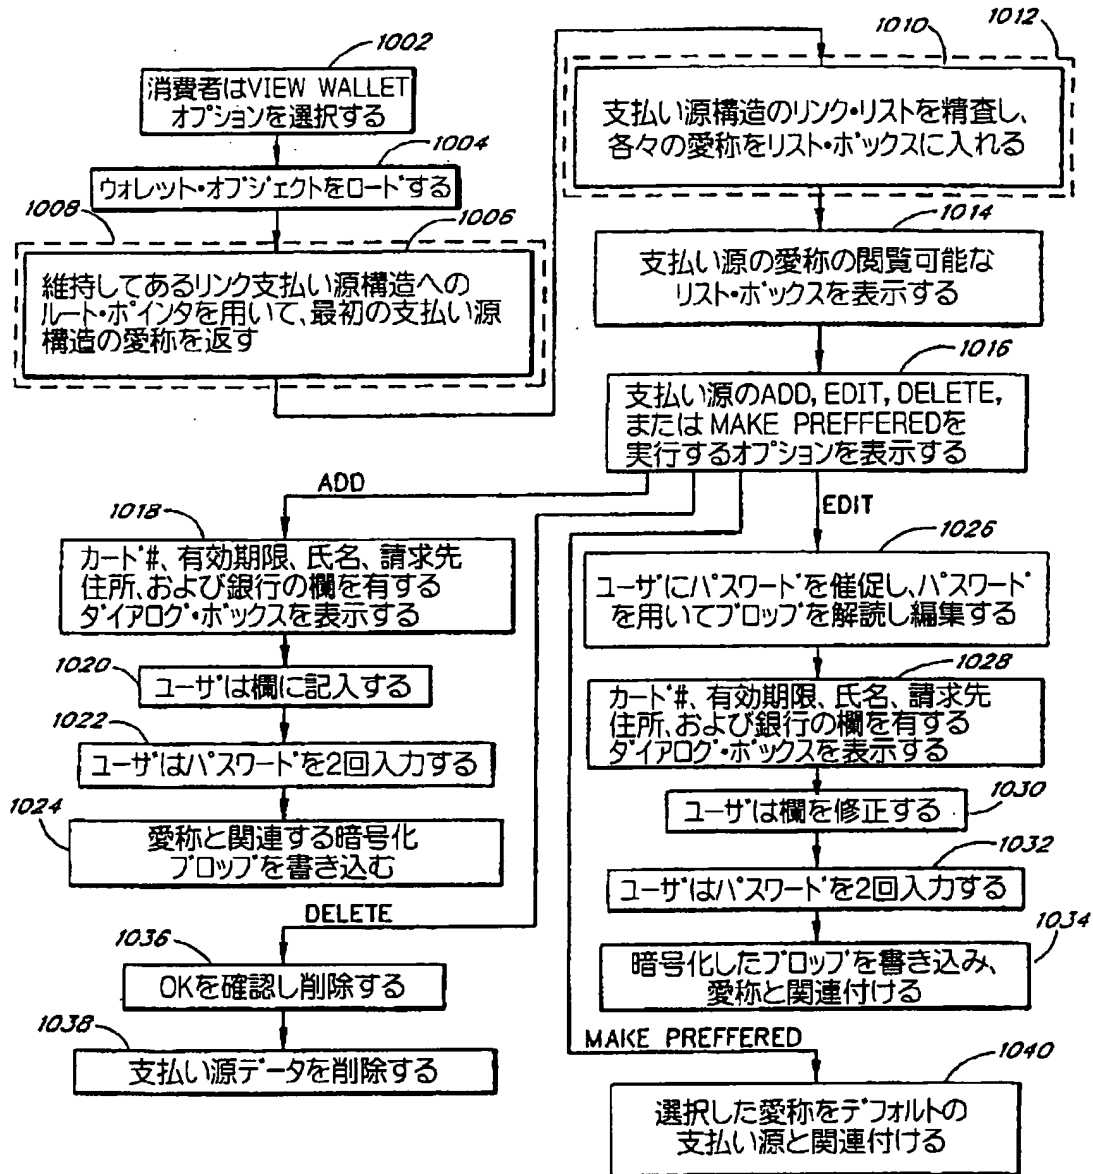 1002
消費者はVIEW WALLET
オプションを選択する
1004
ウォレット・オブジェクトをロードする
1008
1006
維持してあるリンク支払い源構造への
ルート・ポインタを用いて、最初の支払い源
構造の愛称を返す
1010
1012
支払い源構造のリンク・リストを精査し、
各々の愛称をリスト・ボックスに入れる
1014
支払い源の愛称の閲覧可能な
リスト・ボックスを表示する
1016
支払い源のADD, EDIT, DELETE,
またはMAKE PREFFEREDを
実行するオプションを表示する
ADD
1018
カード#、有効期限、氏名、請求先
住所、および銀行の欄を有する
ダイアログ・ボックスを表示する
1020
ユーザは欄に記入する
1022
ユーザはパスワードを2回入力する
1024
愛称と関連する暗号化
ブロップを書き込む
DELETE
1036
OKを確認し削除する
1038
支払い源データを削除する
EDIT
1026
ユーザにパスワードを催促し、パスワード
を用いてブロップを解読し編集する
1028
カード#、有効期限、氏名、請求先
住所、および銀行の欄を有する
ダイアログ・ボックスを表示する
1030
ユーザは欄を修正する
1032
ユーザはパスワードを2回入力する
1034
暗号化したブロップを書き込み、
愛称と関連付ける
MAKE PREFFERED
1040
選択した愛称をデフォルトの
支払い源と関連付ける